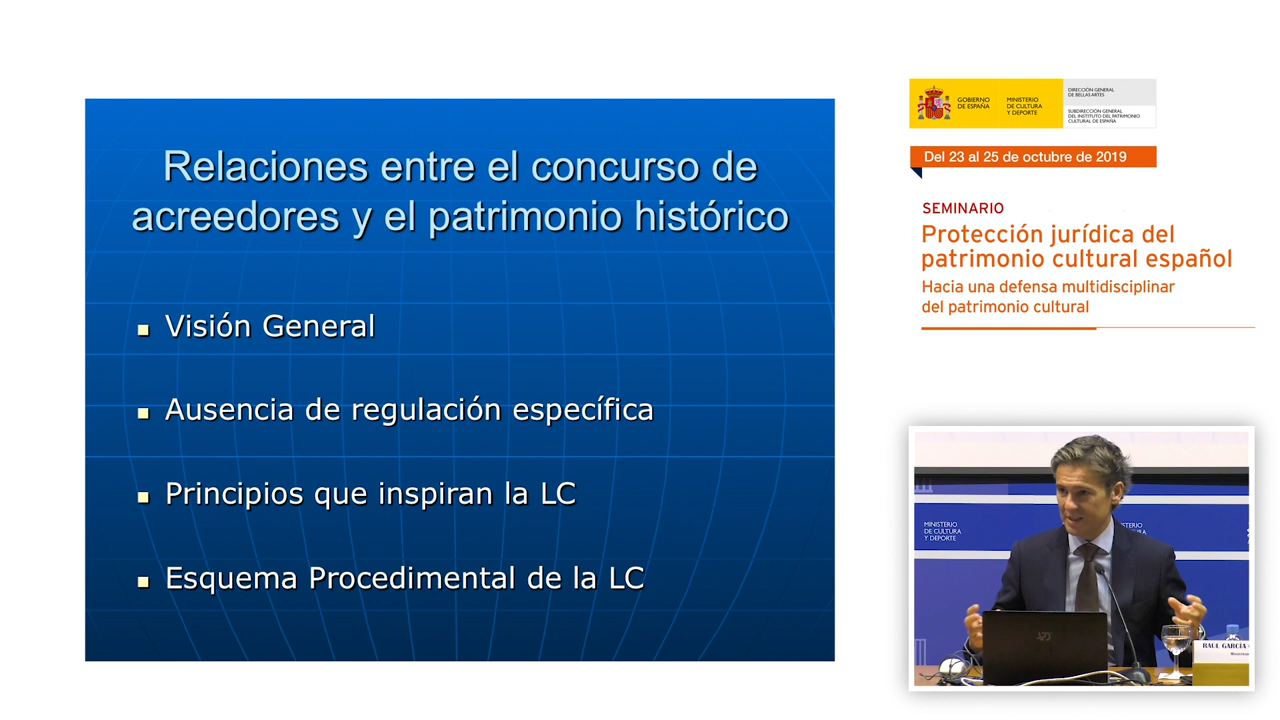 Relaciones entre el concurso de
acreedores y el patrimonio histórico
Visión General
Ausencia de regulación específica
Principios que inspiran la LC
Esquema Procedimental de la LC
GOBIERNO
DE ESPAÑA
MINISTERIO
DE CULTURA
Y DEPORTE
DIRECCIÓN GENERAL
DE BELLAS ARTES
SUBDIRECCIÓN GENERAL
DEL INSTITUTO DEL PATRIMONIO
CULTURAL DE ESPAÑA
Del 23 al 25 de octubre de 2019
SEMINARIO
Protección jurídica del
patrimonio cultural español
Hacia una defensa multidisciplinar
del patrimonio cultural
MINISTERIO
DE CULTURA
Y DEPORTE
RAÚL GARCÍA